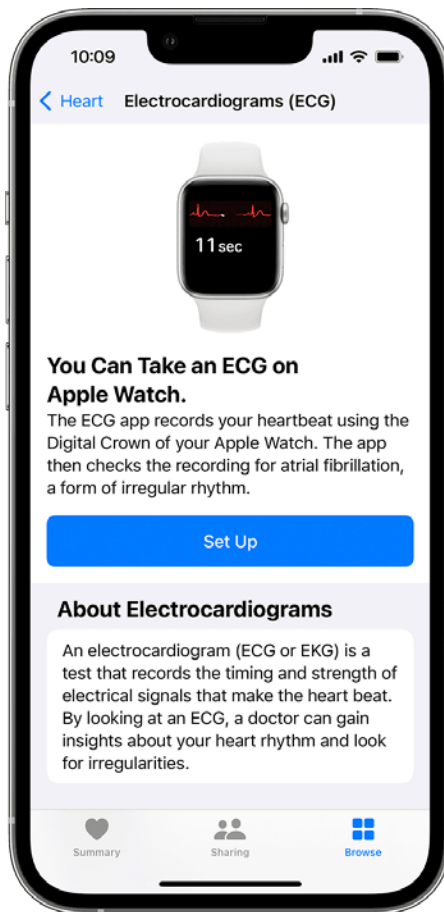 10:09
Heart Electrocardiograms (ECG)
11 sec
You Can Take an ECG on
Apple Watch.
The ECG app records your heartbeat using the
Digital Crown of your Apple Watch. The app
then checks the recording for atrial fibrillation,
a form of irregular rhythm.
Set Up
About Electrocardiograms
An electrocardiogram (ECG or EKG) is a
test that records the timing and strength of
electrical signals that make the heart beat.
By looking at an ECG, a doctor can gain
insights about your heart rhythm and look
for irregularities.
Summary Sharing Browse